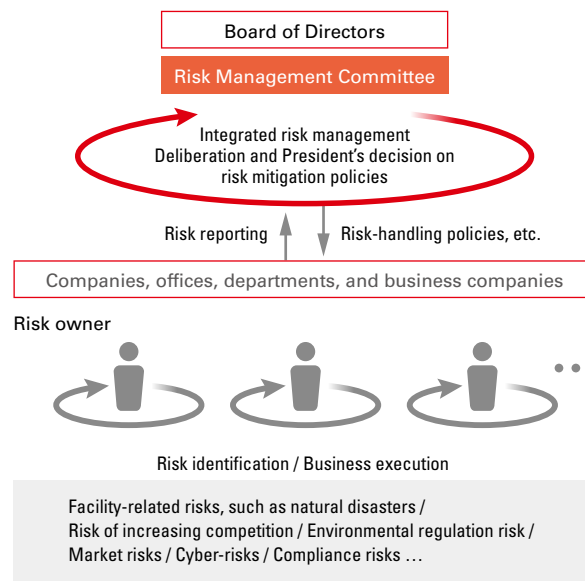 Board of Directors
Risk Management Committee
Integrated risk management
Deliberation and President's decision on
risk mitigation policies
Risk reporting
Risk-handling policies, etc.
Companies, offices, departments, and business companies
Risk owner
Risk identification / Business execution
Facility-related risks, such as natural disasters /
Risk of increasing competition / Environmental regulation risk /
Market risks / Cyber-risks / Compliance risks …